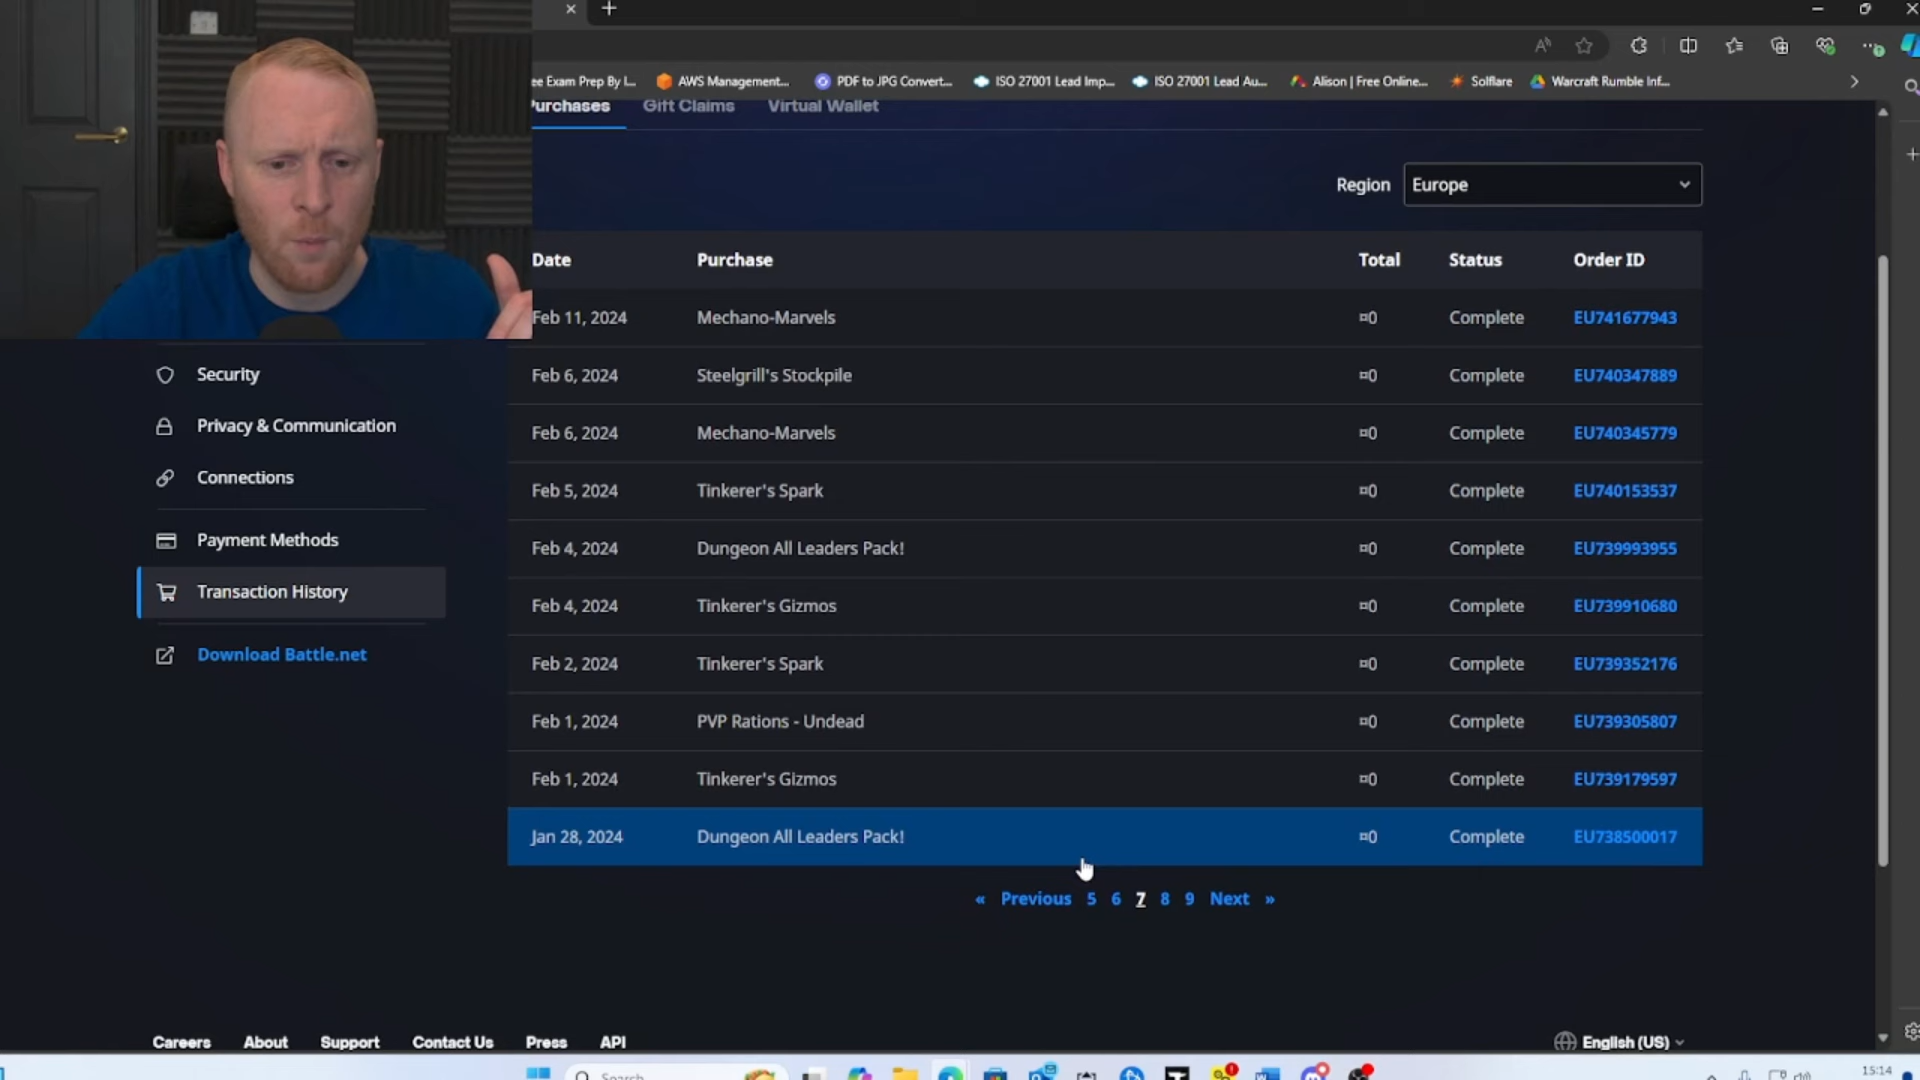 ee Exam Prep By I... AWS Management... PDF to JPG Convert... ISO 27001 Lead Imp... ISO 27001 Lead Au... Alison | Free Online... Solflare Warcraft Rumble Inf...
Purchases Gift Claims Virtual Wallet
Region Europe
Date Purchase Total Status Order ID
Feb 11, 2024 Mechano-Marvels ¤0 Complete EU741677943
Feb 6, 2024 Steelgrill's Stockpile ¤0 Complete EU740347889
Feb 6, 2024 Mechano-Marvels ¤0 Complete EU740345779
Feb 5, 2024 Tinkerer's Spark ¤0 Complete EU740153537
Feb 4, 2024 Dungeon All Leaders Pack! ¤0 Complete EU739993955
Feb 4, 2024 Tinkerer's Gizmos ¤0 Complete EU739910680
Feb 2, 2024 Tinkerer's Spark ¤0 Complete EU739352176
Feb 1, 2024 PVP Rations - Undead ¤0 Complete EU739305807
Feb 1, 2024 Tinkerer's Gizmos ¤0 Complete EU739179597
Jan 28, 2024 Dungeon All Leaders Pack! ¤0 Complete EU738500017
« Previous 5 6 7 8 9 Next »
Security
Privacy & Communication
Connections
Payment Methods
Transaction History
Download Battle.net
Careers About Support Contact Us Press API English (US)
Search
15:14